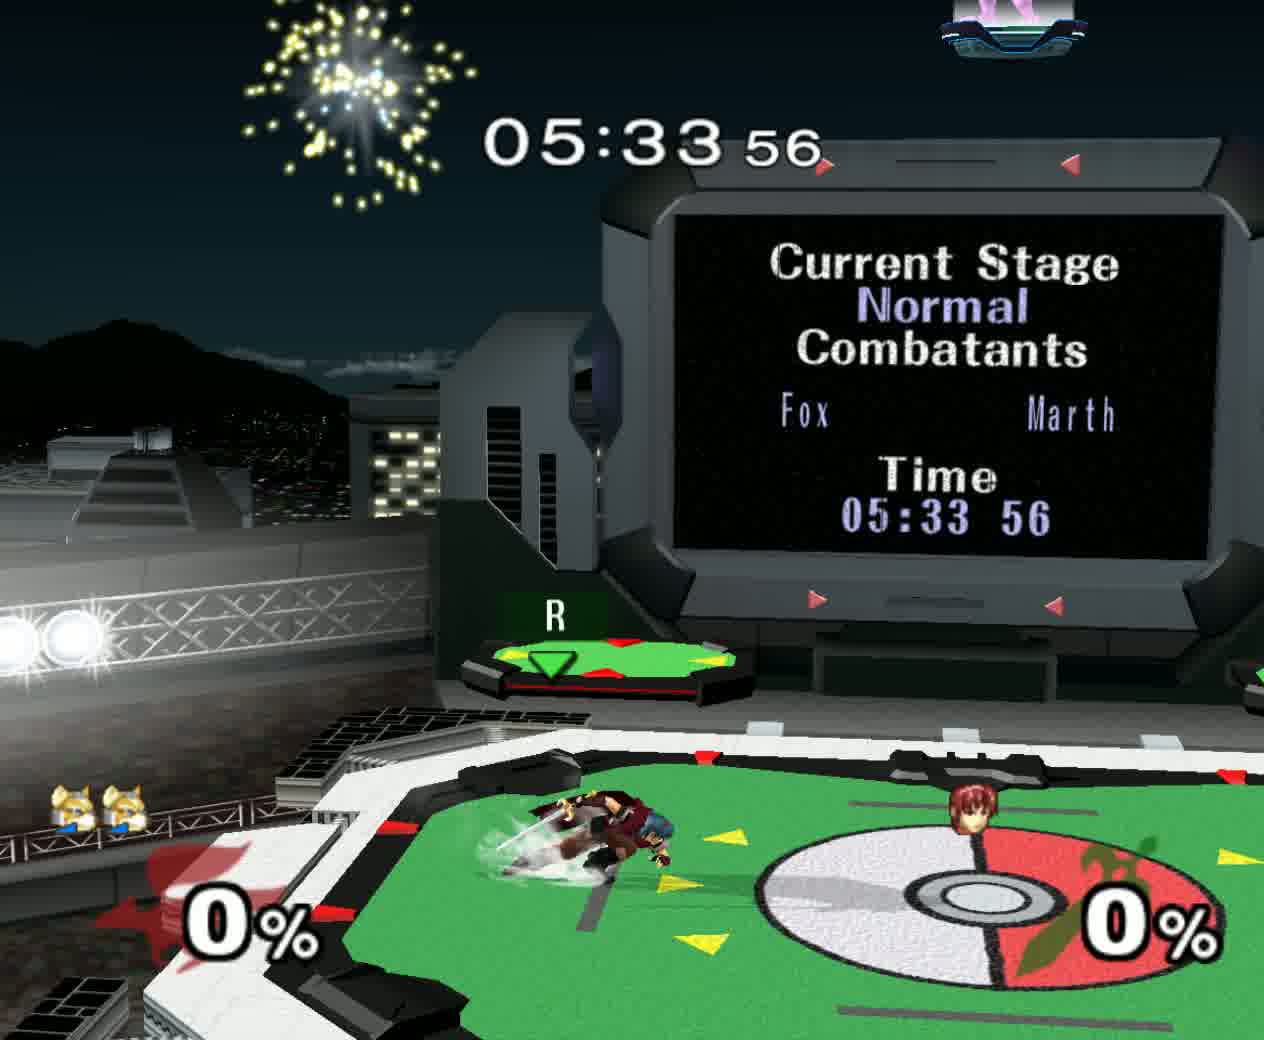 05:33 56
Current Stage
Normal
Combatants
Fox Marth
Time
05:33 56
R
0% 0%